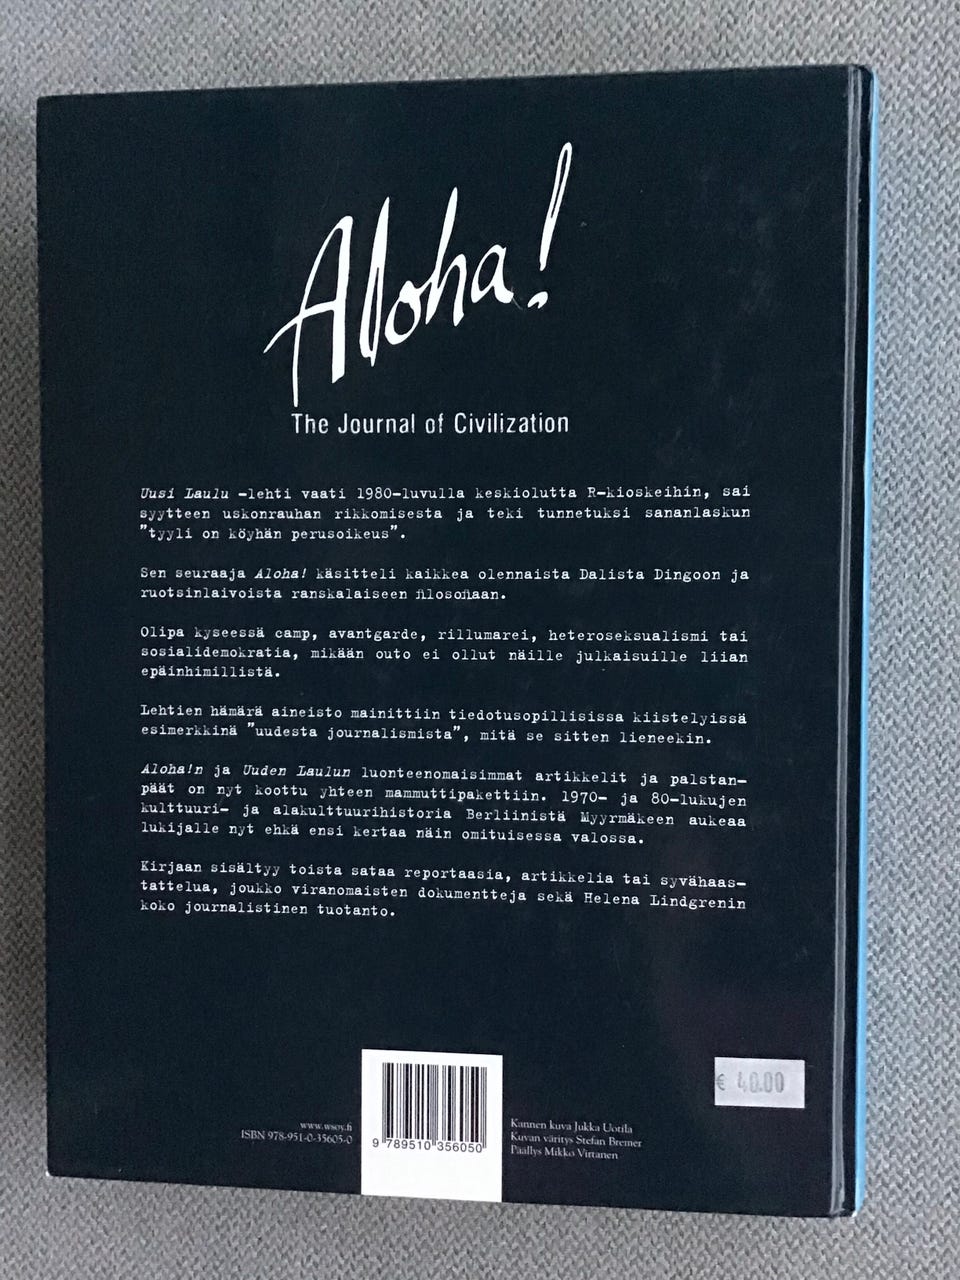 Aloha!
The Journal of Civilization
Uusi Laulu -lehti vaati 1980-luvulla keskiolutta R-kioskeihin, sai
syytteen uskonrauhan rikkomisesta ja teki tunnetuksi sananlaskun
"tyyli on köyhän perusoikeus".
Sen seuraaja Aloha! käsitteli kaikkea olennaista Dalista Dingoon ja
ruotsinlaivoista ranskalaiseen filosofiaan.
Olipa kyseessä camp, avantgarde, rillumarei, heteroseksualismi tai
sosialidemokratia, mikään outo ei ollut näille julkaisuille liian
epäinhimillistä.
Lehtien hämärä aineisto mainittiin tiedotusopillisissa kiistelyissä
esimerkkinä "uudesta journalismista", mitä se sitten lieneekin.
Aloha!n ja Uuden Laulun luonteenomaisimmat artikkelit ja palstan-
päät on nyt koottu yhteen mammuttipakettiin. 1970- ja 80-lukujen
kulttuuri- ja alakulttuurihistoria Berliinistä Myyrmäkeen aukeaa
lukijalle nyt ehkä ensi kertaa näin omituisessa valossa.
Kirjaan sisältyy toista sataa reportaasia, artikkelia tai syvähaas-
tattelua, joukko viranomaisten dokumentteja sekä Helena Lindgrenin
koko journalistinen tuotanto.
€ 40.00
www.wsoy.fi
ISBN 978-951-0-35605-0
9 789510 356050
Kannen kuva Jukka Uotila
Kuvan väritys Stefan Bremer
Päällys Mikko Virtanen